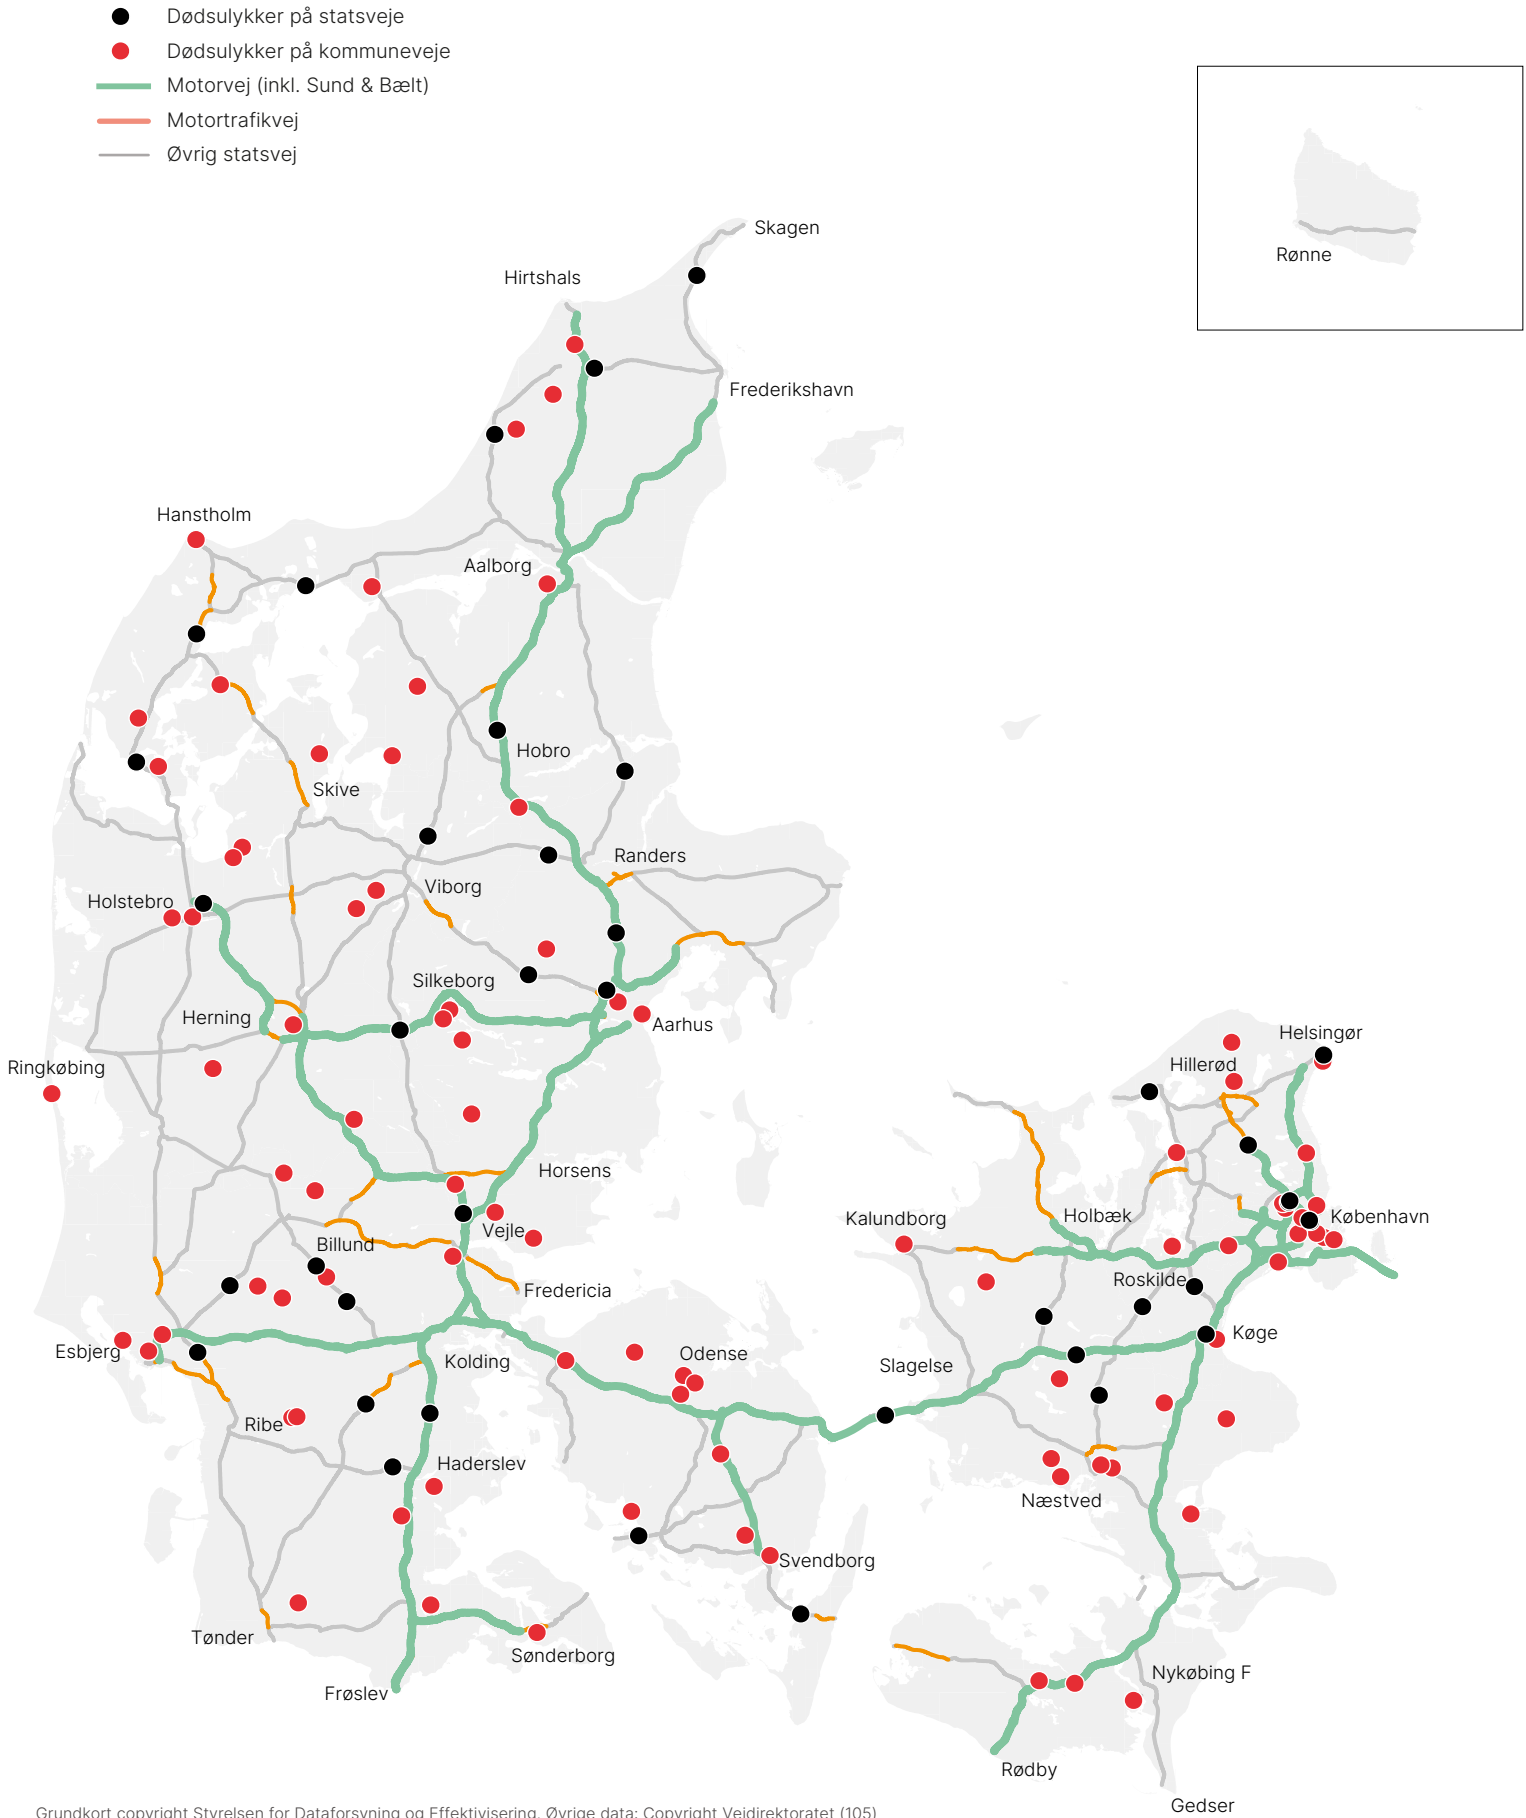 Dødsulykker på statsveje
Dødsulykker på kommuneveje
Motorvej (inkl. Sund & Bælt)
Motortrafikvej
Øvrig statsvej
Rønne
Skagen
Hirtshals
Frederikshavn
Hanstholm
Aalborg
Hobro
Skive
Randers
Viborg
Holstebro
Silkeborg
Herning
Aarhus
Ringkøbing
Helsingør
Hillerød
Horsens
Kalundborg
Holbæk
København
Vejle
Billund
Roskilde
Fredericia
Køge
Esbjerg
Kolding
Odense
Slagelse
Ribe
Haderslev
Næstved
Svendborg
Tønder
Sønderborg
Nykøbing F
Frøslev
Rødby
Gedser
Grundkort copyright Styrelsen for Dataforsyning og Effektivisering. Øvrige data: Copyright Vejdirektoratet (105)